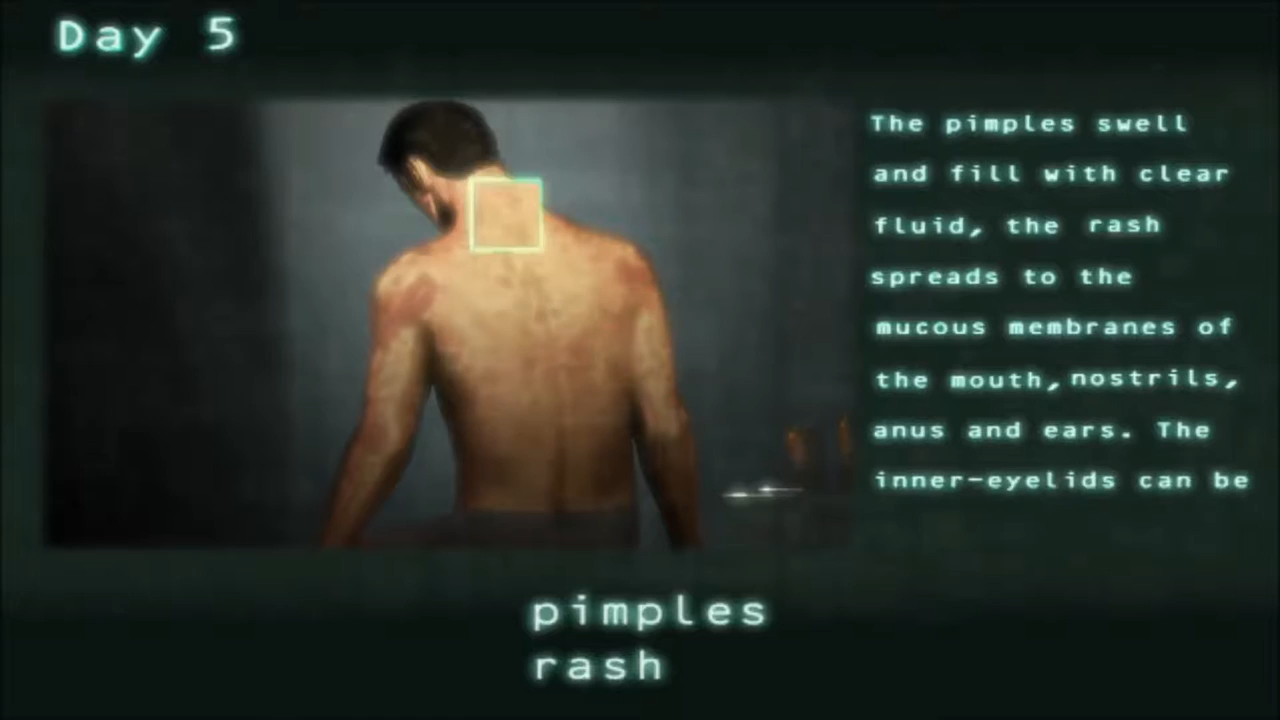 Day 5
The pimples swell
and fill with clear
fluid, the rash
spreads to the
mucous membranes of
the mouth, nostrils,
anus and ears. The
inner-eyelids can be
pimples
rash